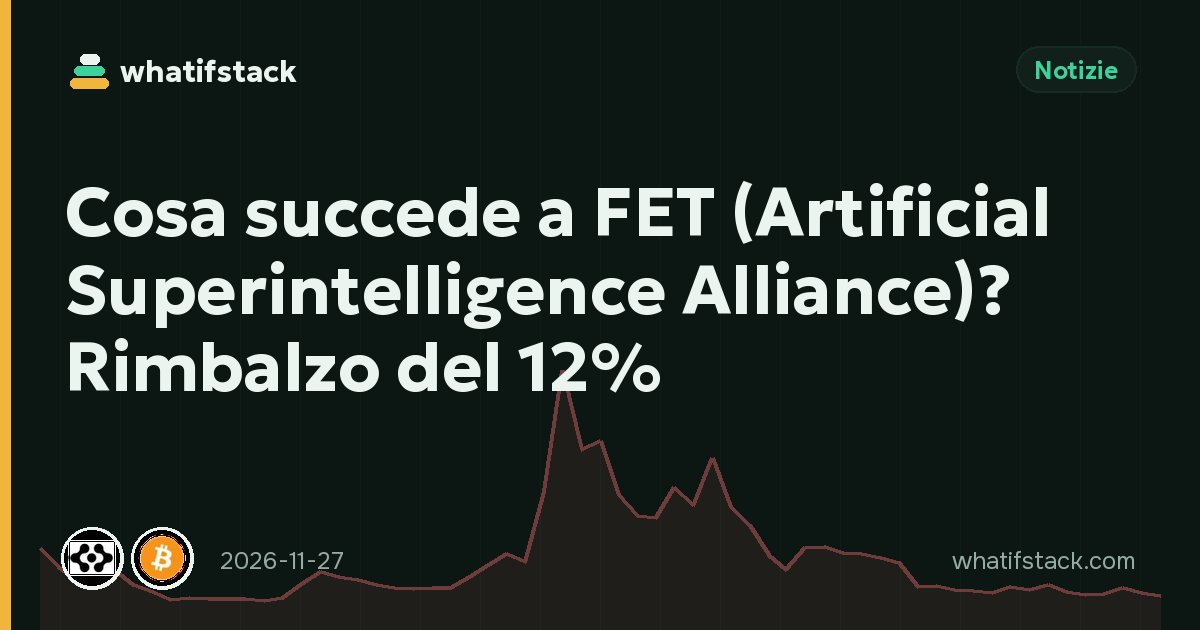 whatifstack
Notizie
Cosa succede a FET (Artificial
Superintelligence Alliance)?
Rimbalzo del 12%
2026-11-27
whatifstack.com